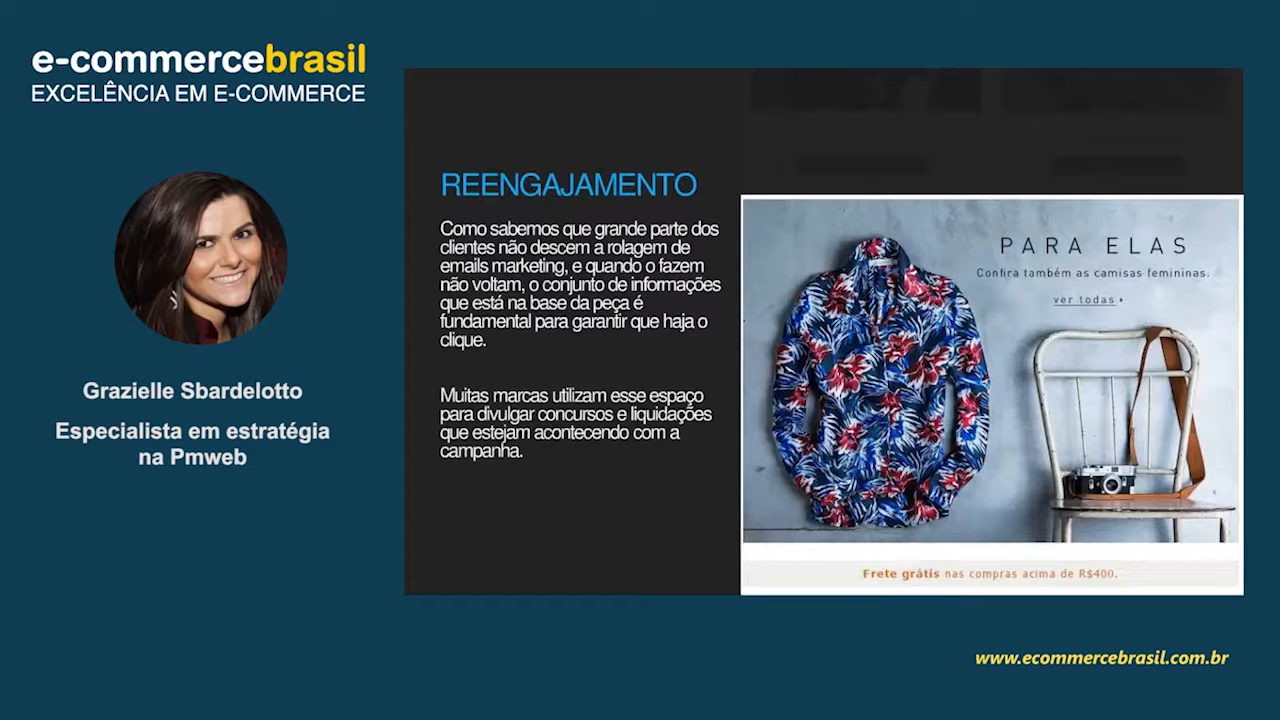 e-commercebrasil
EXCELÊNCIA EM E-COMMERCE
Grazielle Sbardelotto
Especialista em estratégia
na Pmweb
REENGAJAMENTO
Como sabemos que grande parte dos
clientes não descem a rolagem de
emails marketing, e quando o fazem
não voltam, o conjunto de informações
que está na base da peça é
fundamental para garantir que haja o
clique.
Muitas marcas utilizam esse espaço
para divulgar concursos e liquidações
que estejam acontecendo com a
campanha.
PARA ELAS
Confira também as camisas femininas.
ver todas
Frete grátis nas compras acima de R$400.
www.ecommercebrasil.com.br